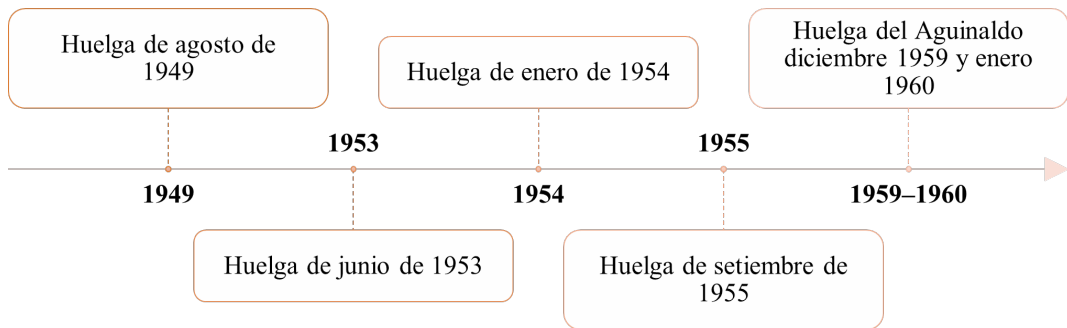 Huelga de agosto de
1949
1949
1953
Huelga de junio de 1953
Huelga de enero de 1954
1954
1955
Huelga de setiembre de
1955
Huelga del Aguinaldo
diciembre 1959 y enero
1960
1959–1960